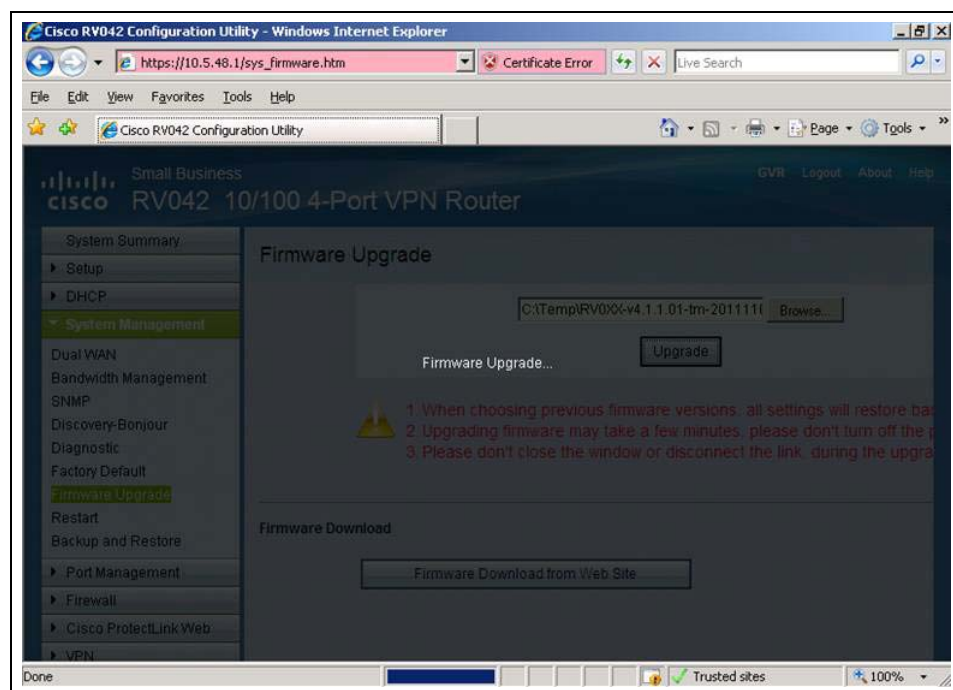 Cisco RV042 Configuration Utility - Windows Internet Explorer
https://10.5.48.1/sys_firmware.htm
Certificate Error
Live Search
File Edit View Favorites Tools Help
Cisco RV042 Configuration Utility
Page
Tools
»
Small Business
GVR Logout About Help
cisco RV042 10/100 4-Port VPN Router
System Summary
Setup
DHCP
System Management
Dual WAN
Bandwidth Management
SNMP
Discovery-Bonjour
Diagnostic
Factory Default
Firmware Upgrade
Restart
Backup and Restore
Port Management
Firewall
Cisco ProtectLink Web
VPN
Firmware Upgrade
C:\Temp\RV0XX-v4.1.1.01-tm-201111
Browse...
Upgrade
Firmware Upgrade...
1. When choosing previous firmware versions, all settings will restore ba
2. Upgrading firmware may take a few minutes, please don't turn off the p
3. Please don't close the window or disconnect the link, during the upgra
Firmware Download
Firmware Download from Web Site
Done
Trusted sites
100%